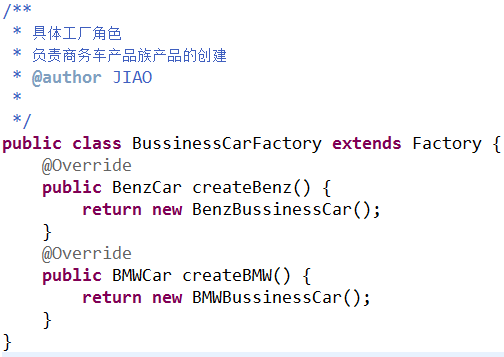 /**
 * 具体工厂角色
 * 负责商务车产品族产品的创建
 * @author JIAO
 *
 */
public class BussinessCarFactory extends Factory {
    @Override
    public BenzCar createBenz() {
        return new BenzBussinessCar();
    }
    @Override
    public BMWCar createBMW() {
        return new BMWBussinessCar();
    }
}